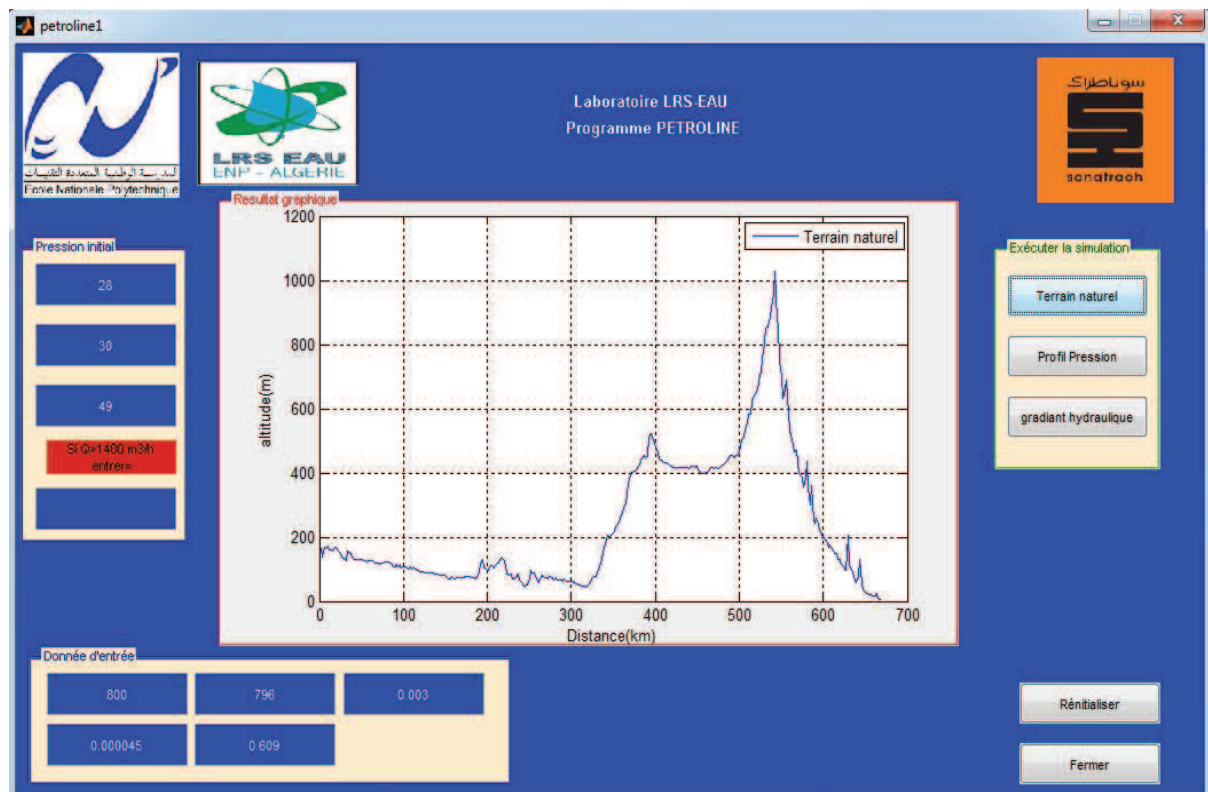 petroline1
Ecole Nationale Polytechnique
LRS EAU
ENP - ALGERIE
Laboratoire LRS-EAU
Programme PETROLINE
سوناطراك
sonatrach
Pression initial
28
30
49
Si Q=1400 m3/h
entrer=
Resultat graphique
Terrain naturel
1200
1000
800
600
400
200
0
altitude(m)
0 100 200 300 400 500 600 700
Distance(km)
Exécuter la simulation
Terrain naturel
Profil Pression
gradiant hydraulique
Donnée d'entrée
800 796 0.003
0.000045 0.609
Rénitialiser
Fermer